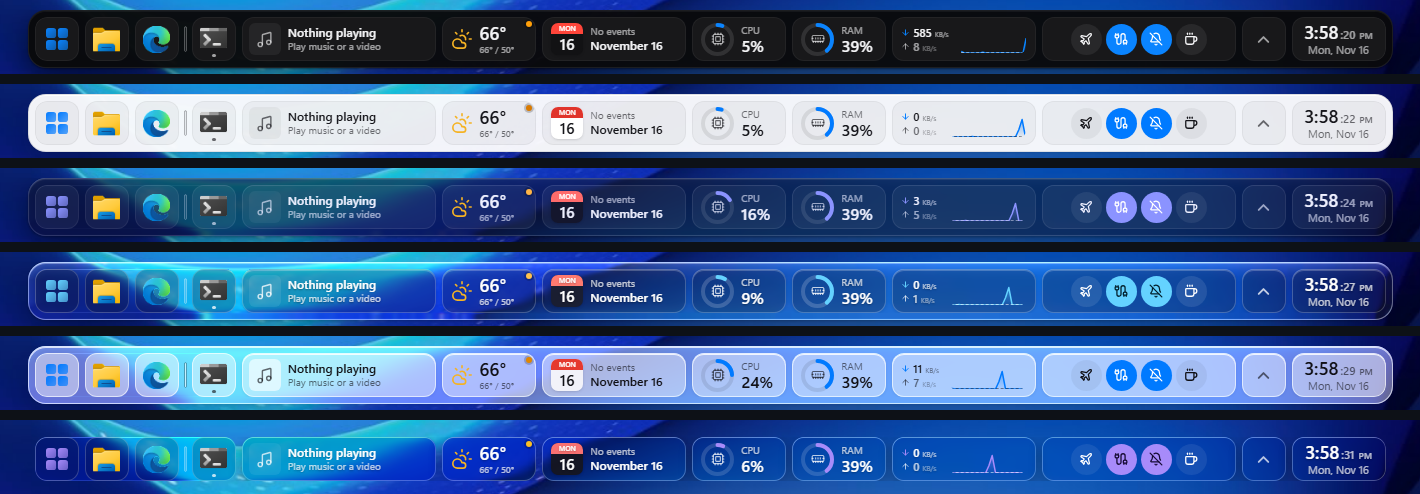 Nothing playing
Play music or a video
66°
66° / 50°
MON
16
No events
November 16
CPU
5%
RAM
39%
↓ 585 KB/s
↑ 8 KB/s
3:58:20 PM
Mon, Nov 16
Nothing playing
Play music or a video
66°
66° / 50°
MON
16
No events
November 16
CPU
5%
RAM
39%
↓ 0 KB/s
↑ 0 KB/s
3:58:22 PM
Mon, Nov 16
Nothing playing
Play music or a video
66°
66° / 50°
MON
16
No events
November 16
CPU
16%
RAM
39%
↓ 3 KB/s
↑ 5 KB/s
3:58:24 PM
Mon, Nov 16
Nothing playing
Play music or a video
66°
66° / 50°
MON
16
No events
November 16
CPU
9%
RAM
39%
↓ 0 KB/s
↑ 1 KB/s
3:58:27 PM
Mon, Nov 16
Nothing playing
Play music or a video
66°
66° / 50°
MON
16
No events
November 16
CPU
24%
RAM
39%
↓ 11 KB/s
↑ 7 KB/s
3:58:29 PM
Mon, Nov 16
Nothing playing
Play music or a video
66°
66° / 50°
MON
16
No events
November 16
CPU
6%
RAM
39%
↓ 0 KB/s
↑ 0 KB/s
3:58:31 PM
Mon, Nov 16